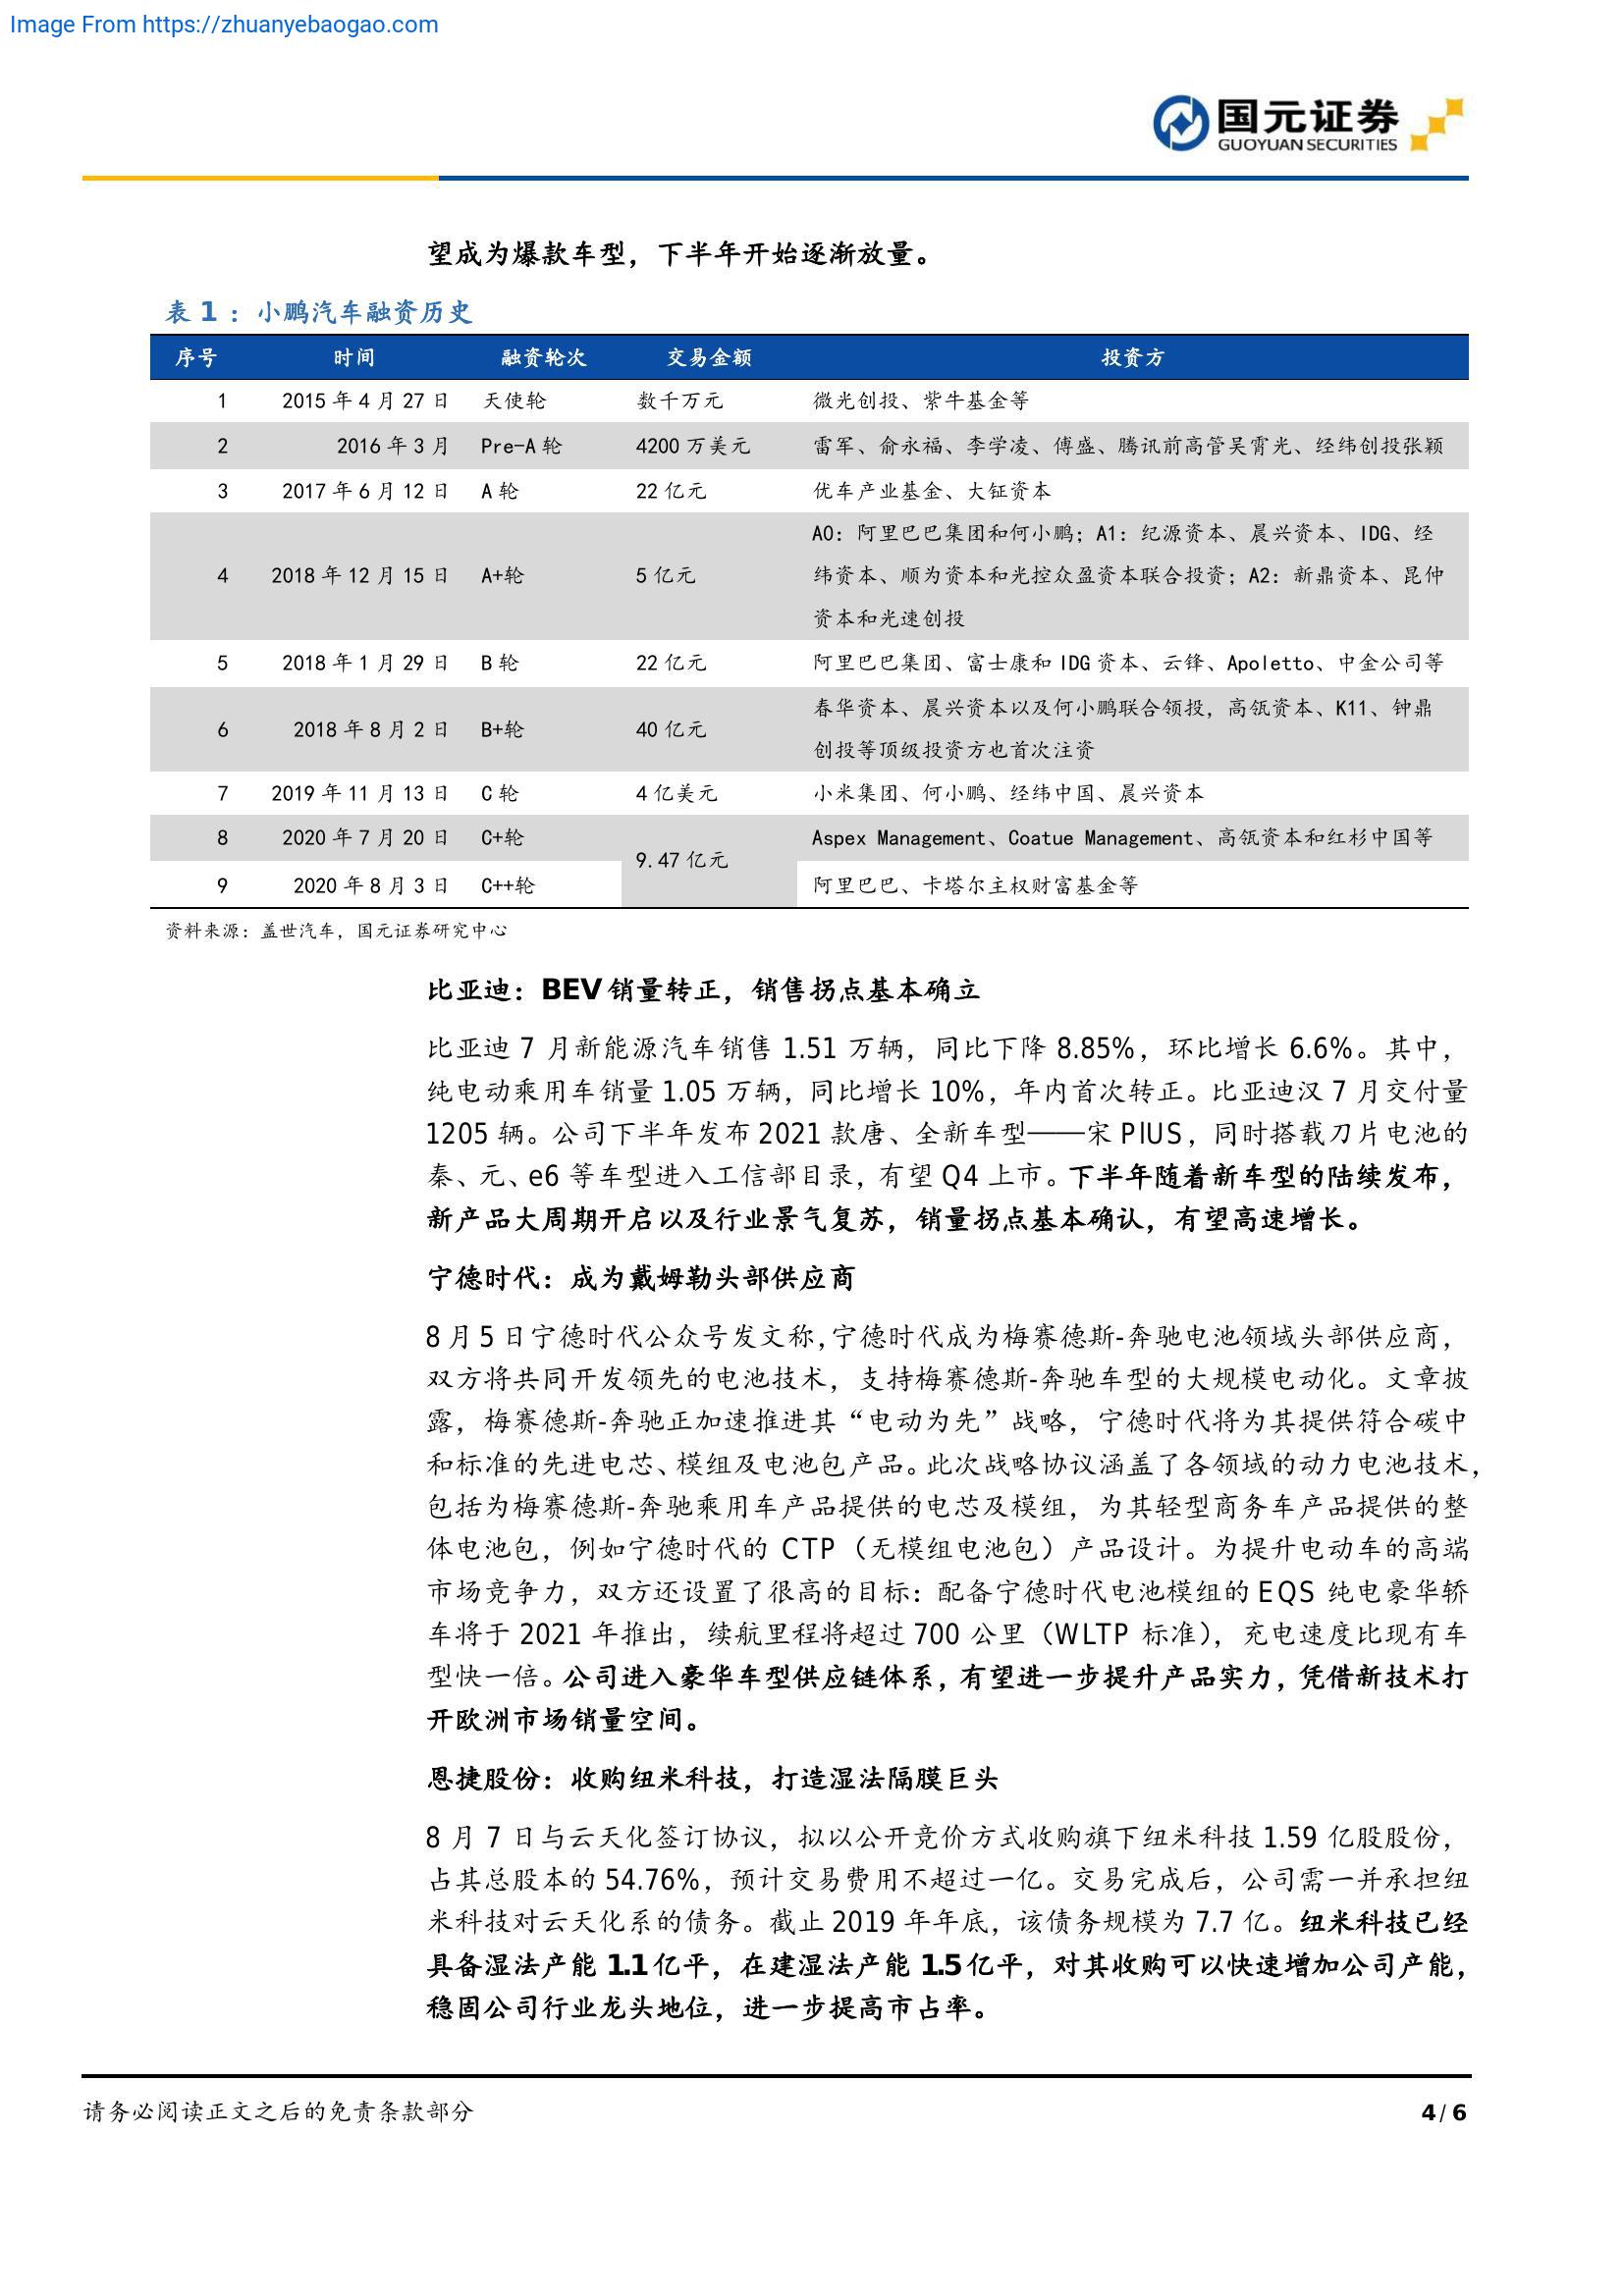 Image From https://zhuanyebaogao.com
国元证券
GUOYUAN SECURITIES
望成为爆款车型，下半年开始逐渐放量。
表 1 ：小鹏汽车融资历史
序号 时间 融资轮次 交易金额 投资方
1 2015 年 4 月 27 日 天使轮 数千万元 微光创投、紫牛基金等
2 2016 年 3 月 Pre-A 轮 4200 万美元 雷军、俞永福、李学凌、傅盛、腾讯前高管吴霄光、经纬创投张颖
3 2017 年 6 月 12 日 A 轮 22 亿元 优车产业基金、大钲资本
A0：阿里巴巴集团和何小鹏；A1：纪源资本、晨兴资本、IDG、经
4 2018 年 12 月 15 日 A+轮 5 亿元 纬资本、顺为资本和光控众盈资本联合投资；A2：新鼎资本、昆仲
资本和光速创投
5 2018 年 1 月 29 日 B 轮 22 亿元 阿里巴巴集团、富士康和 IDG 资本、云锋、Apoletto、中金公司等
春华资本、晨兴资本以及何小鹏联合领投，高瓴资本、K11、钟鼎
6 2018 年 8 月 2 日 B+轮 40 亿元
创投等顶级投资方也首次注资
7 2019 年 11 月 13 日 C 轮 4 亿美元 小米集团、何小鹏、经纬中国、晨兴资本
8 2020 年 7 月 20 日 C+轮 Aspex Management、Coatue Management、高瓴资本和红杉中国等
9.47 亿元
9 2020 年 8 月 3 日 C++轮 阿里巴巴、卡塔尔主权财富基金等
资料来源：盖世汽车，国元证券研究中心
比亚迪：BEV 销量转正，销售拐点基本确立
比亚迪 7 月新能源汽车销售 1.51 万辆，同比下降 8.85%，环比增长 6.6%。其中，
纯电动乘用车销量 1.05 万辆，同比增长 10%，年内首次转正。比亚迪汉 7 月交付量
1205 辆。公司下半年发布 2021 款唐、全新车型——宋 PlUS，同时搭载刀片电池的
秦、元、e6 等车型进入工信部目录，有望 Q4 上市。下半年随着新车型的陆续发布，
新产品大周期开启以及行业景气复苏，销量拐点基本确认，有望高速增长。
宁德时代：成为戴姆勒头部供应商
8 月 5 日宁德时代公众号发文称，宁德时代成为梅赛德斯-奔驰电池领域头部供应商，
双方将共同开发领先的电池技术，支持梅赛德斯-奔驰车型的大规模电动化。文章披
露，梅赛德斯-奔驰正加速推进其“电动为先”战略，宁德时代将为其提供符合碳中
和标准的先进电芯、模组及电池包产品。此次战略协议涵盖了各领域的动力电池技术，
包括为梅赛德斯-奔驰乘用车产品提供的电芯及模组，为其轻型商务车产品提供的整
体电池包，例如宁德时代的 CTP（无模组电池包）产品设计。为提升电动车的高端
市场竞争力，双方还设置了很高的目标：配备宁德时代电池模组的 EQS 纯电豪华轿
车将于 2021 年推出，续航里程将超过 700 公里（WLTP 标准），充电速度比现有车
型快一倍。公司进入豪华车型供应链体系，有望进一步提升产品实力，凭借新技术打
开欧洲市场销量空间。
恩捷股份：收购纽米科技，打造湿法隔膜巨头
8 月 7 日与云天化签订协议，拟以公开竞价方式收购旗下纽米科技 1.59 亿股股份，
占其总股本的 54.76%，预计交易费用不超过一亿。交易完成后，公司需一并承担纽
米科技对云天化系的债务。截止 2019 年年底，该债务规模为 7.7 亿。纽米科技已经
具备湿法产能 1.1 亿平，在建湿法产能 1.5 亿平，对其收购可以快速增加公司产能，
稳固公司行业龙头地位，进一步提高市占率。
请务必阅读正文之后的免责条款部分 4 / 6